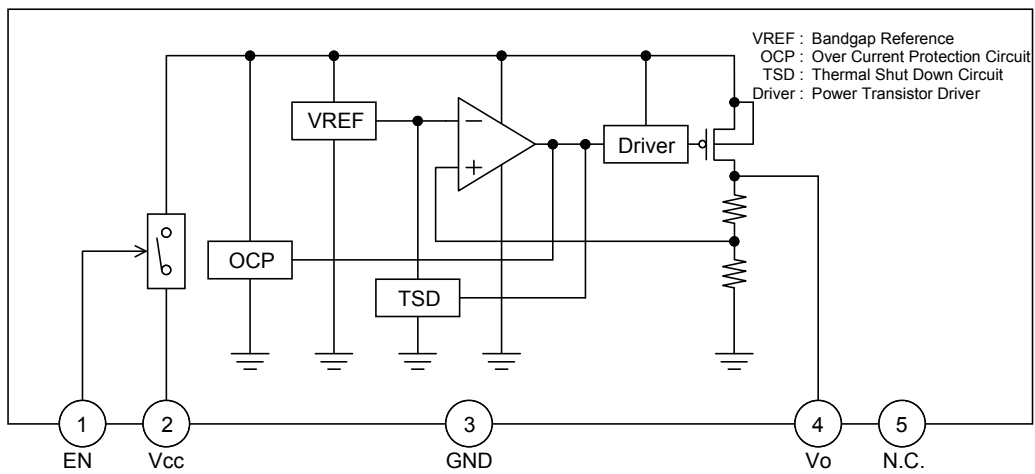 VREF : Bandgap Reference
OCP : Over Current Protection Circuit
TSD : Thermal Shut Down Circuit
Driver : Power Transistor Driver
VREF
−
+
Driver
OCP
TSD
1
2
3
4
5
EN
Vcc
GND
Vo
N.C.